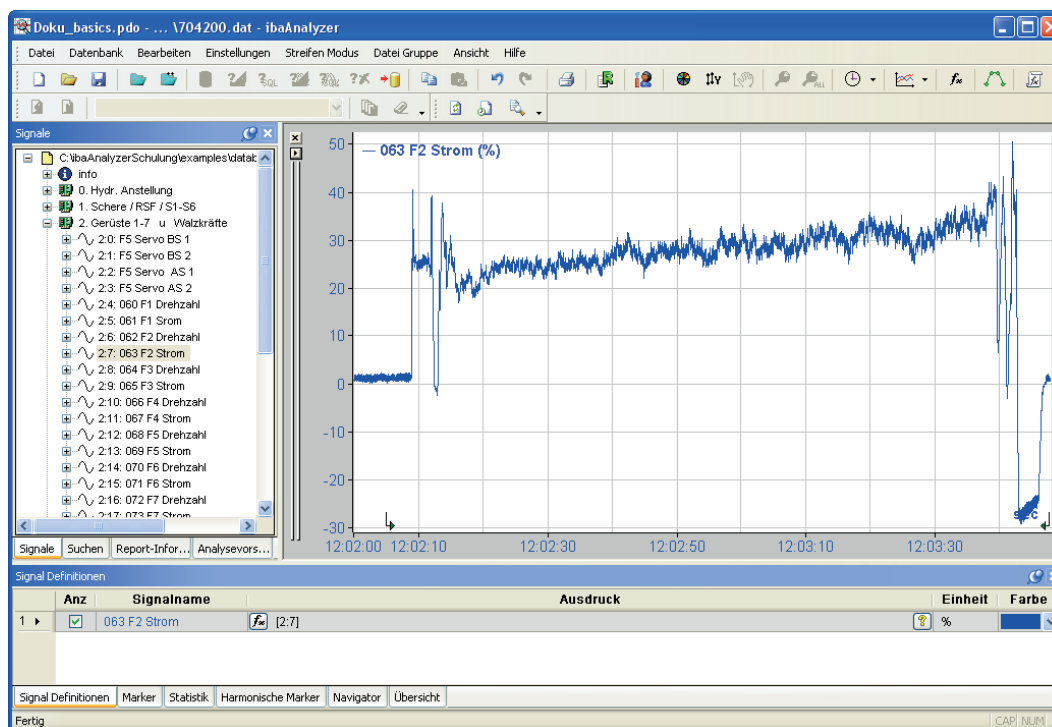 Doku_basics.pdo - ... \704200.dat - ibaAnalyzer
Datei Datenbank Bearbeiten Einstellungen Streifen Modus Datei Gruppe Ansicht Hilfe
Signale
C:\ibaAnalyzerSchulung\examples\datab
info
0. Hydr. Anstellung
1. Schere / RSF / S1-S6
2. Gerüste 1-7 u Walzkräfte
2:0: F5 Servo BS 1
2:1: F5 Servo BS 2
2:2: F5 Servo AS 1
2:3: F5 Servo AS 2
2:4: 060 F1 Drehzahl
2:5: 061 F1 Srom
2:6: 062 F2 Drehzahl
2:7: 063 F2 Strom
2:8: 064 F3 Drehzahl
2:9: 065 F3 Strom
2:10: 066 F4 Drehzahl
2:11: 067 F4 Strom
2:12: 068 F5 Drehzahl
2:13: 069 F5 Strom
2:14: 070 F6 Drehzahl
2:15: 071 F6 Strom
2:16: 072 F7 Drehzahl
2:17: 073 F7 Strom
Signale Suchen Report-Infor... Analysevors...
063 F2 Strom (%)
50
40
30
20
10
0
-10
-20
-30
sec
12:02:00 12:02:10 12:02:30 12:02:50 12:03:10 12:03:30
Signal Definitionen
Anz Signalname Ausdruck Einheit Farbe
1 063 F2 Strom fx [2:7] ? %
Signal Definitionen Marker Statistik Harmonische Marker Navigator Übersicht
Fertig CAP NUM